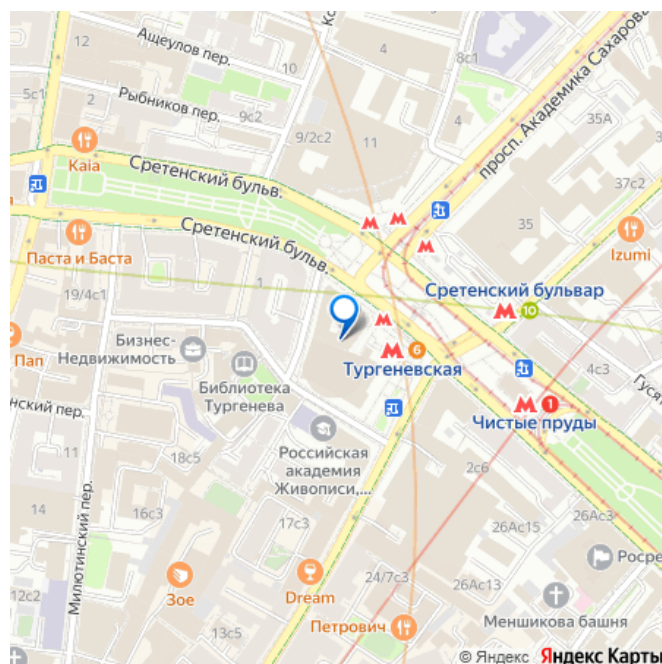 12
Ащеулов пер.
4
8с1
просп. Академика Сахарова
5с1
2
Рыбников пер.
10
9с2
9/2с2
11
4
35А
Kaia
Сретенский бульв.
37с2
35
Паста и Баста
Сретенский бульв.
Izumi
19/4с1
1
Сретенский бульвар
10
Бизнес-
Недвижимость
Пап
Тургеневская
6
Библиотека
Тургенева
4с3
1
Чистые пруды
нский пер.
Российская
академия
Живописи,...
18с5
2с6
14
16с3
17с3
26Ас15
26Ас3
Милютинский пер.
Зое
Dream
24/7с3
26Ас13
Росре
12с2
13с5
Петрович
Меншикова башня
© Яндекс Яндекс Карты